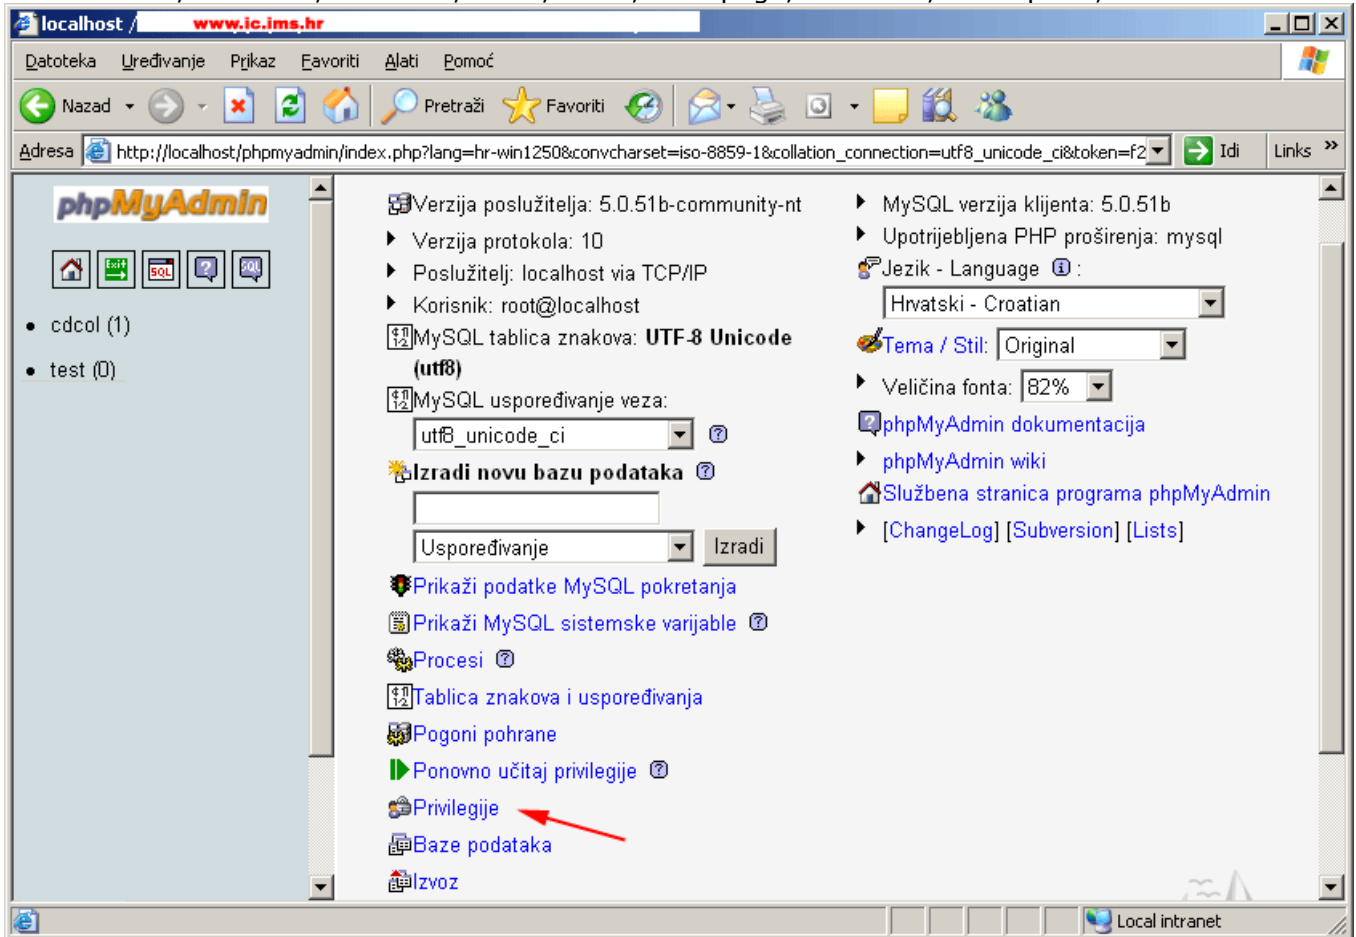 localhost / www.ic.ims.hr
Datoteka Uređivanje Prikaz Favoriti Alati Pomoć
Nazad Pretraži Favoriti
Adresa http://localhost/phpmyadmin/index.php?lang=hr-win1250&convcharset=iso-8859-1&collation_connection=utf8_unicode_ci&token=f2 Idi Links »
phpMyAdmin
Exit SQL SQL
cdcol (1)
test (0)
Verzija poslužitelja: 5.0.51b-community-nt
Verzija protokola: 10
Poslužitelj: localhost via TCP/IP
Korisnik: root@localhost
MySQL tablica znakova: UTF-8 Unicode
(utf8)
MySQL uspoređivanje veza:
utf8_unicode_ci
Izradi novu bazu podataka
Uspoređivanje Izradi
Prikaži podatke MySQL pokretanja
Prikaži MySQL sistemske varijable
Procesi
Tablica znakova i uspoređivanja
Pogoni pohrane
Ponovno učitaj privilegije
Privilegije
Baze podataka
Izvoz
MySQL verzija klijenta: 5.0.51b
Upotrijebljena PHP proširenja: mysql
Jezik - Language :
Hrvatski - Croatian
Tema / Stil: Original
Veličina fonta: 82%
phpMyAdmin dokumentacija
phpMyAdmin wiki
Službena stranica programa phpMyAdmin
[ChangeLog] [Subversion] [Lists]
Local intranet